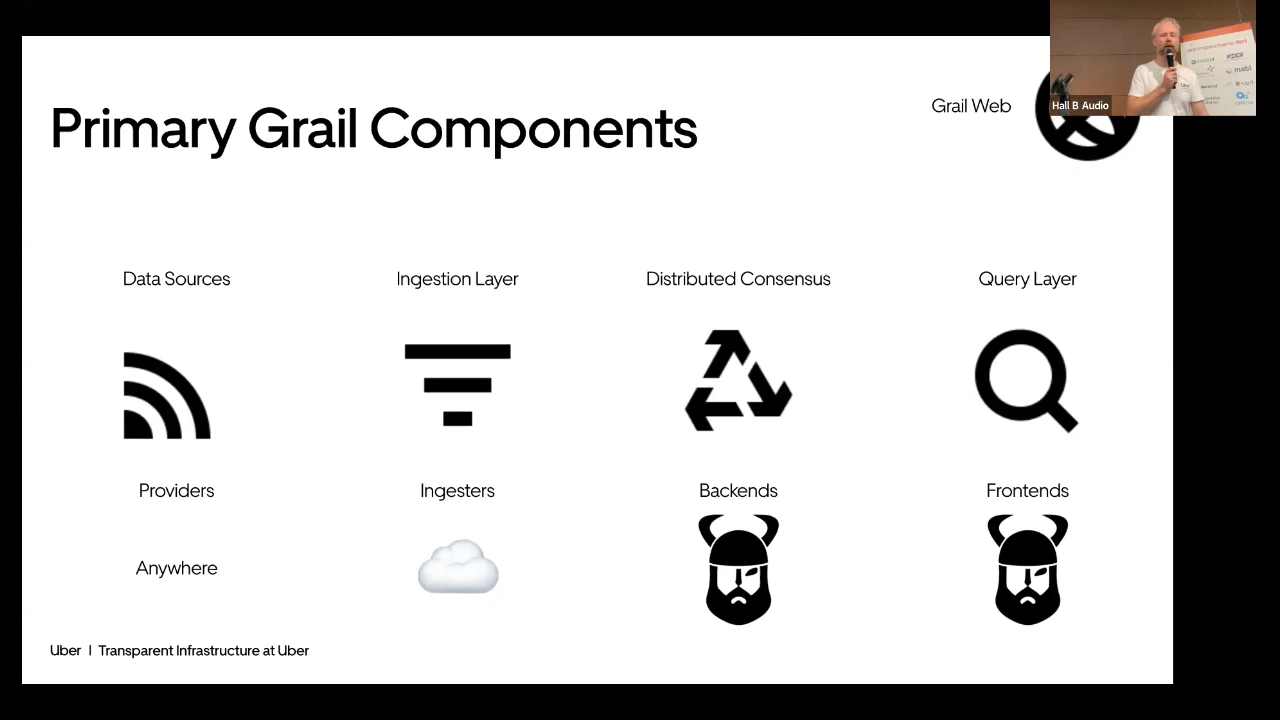 Primary Grail Components
Grail Web
Hall B Audio
mabl
Data Sources
Ingestion Layer
Distributed Consensus
Query Layer
Providers
Ingesters
Backends
Frontends
Anywhere
Uber | Transparent Infrastructure at Uber